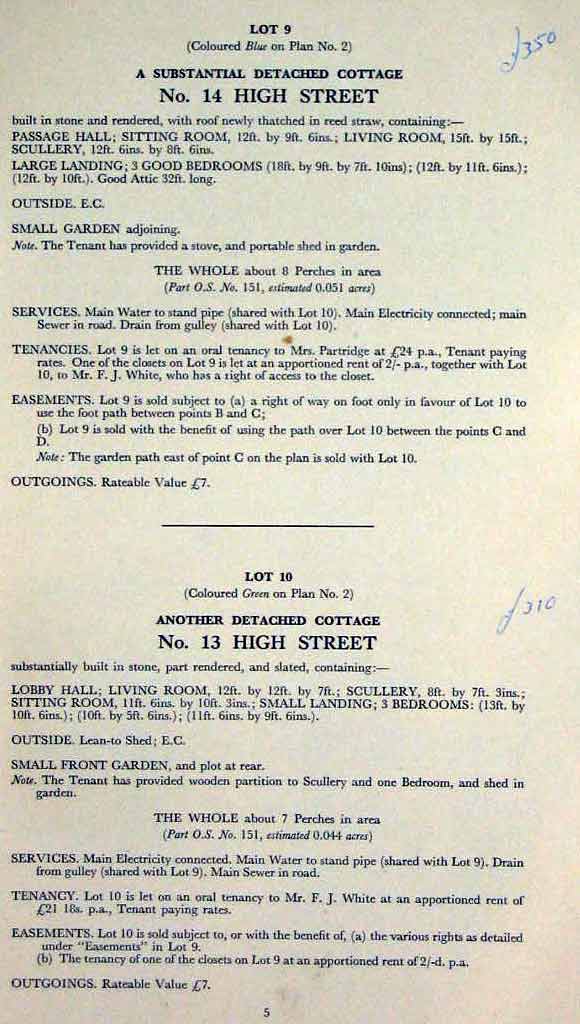 LOT 9
£350
(Coloured Blue on Plan No. 2)
A SUBSTANTIAL DETACHED COTTAGE
No. 14 HIGH STREET
built in stone and rendered, with roof newly thatched in reed straw, containing:—
PASSAGE HALL; SITTING ROOM, 12ft. by 9ft. 6ins.; LIVING ROOM, 15ft. by 15ft.;
SCULLERY, 12ft. 6ins. by 8ft. 6ins.
LARGE LANDING; 3 GOOD BEDROOMS (18ft. by 9ft. by 7ft. 10ins); (12ft. by 11ft. 6ins.);
(12ft. by 10ft.). Good Attic 32ft. long.
OUTSIDE. E.C.
SMALL GARDEN adjoining.
Note. The Tenant has provided a stove, and portable shed in garden.
THE WHOLE about 8 Perches in area
(Part O.S. No. 151, estimated 0.051 acres)
SERVICES. Main Water to stand pipe (shared with Lot 10). Main Electricity connected; main
Sewer in road. Drain from gulley (shared with Lot 10).
TENANCIES. Lot 9 is let on an oral tenancy to Mrs. Partridge at £24 p.a., Tenant paying
rates. One of the closets on Lot 9 is let at an apportioned rent of 2/- p.a., together with Lot
10, to Mr. F. J. White, who has a right of access to the closet.
EASEMENTS. Lot 9 is sold subject to (a) a right of way on foot only in favour of Lot 10 to
use the foot path between points B and C;
(b) Lot 9 is sold with the benefit of using the path over Lot 10 between the points C and
D.
Note: The garden path east of point C on the plan is sold with Lot 10.
OUTGOINGS. Rateable Value £7.
LOT 10
(Coloured Green on Plan No. 2)
£310
ANOTHER DETACHED COTTAGE
No. 13 HIGH STREET
substantially built in stone, part rendered, and slated, containing:—
LOBBY HALL; LIVING ROOM, 12ft. by 12ft. by 7ft.; SCULLERY, 8ft. by 7ft. 3ins.;
SITTING ROOM, 11ft. 6ins. by 10ft. 3ins.; SMALL LANDING; 3 BEDROOMS: (13ft. by
10ft. 6ins.); (10ft. by 5ft. 6ins.); (11ft. 6ins. by 9ft. 6ins.).
OUTSIDE. Lean-to Shed; E.C.
SMALL FRONT GARDEN, and plot at rear.
Note. The Tenant has provided wooden partition to Scullery and one Bedroom, and shed in
garden.
THE WHOLE about 7 Perches in area
(Part O.S. No. 151, estimated 0.044 acres)
SERVICES. Main Electricity connected. Main Water to stand pipe (shared with Lot 9). Drain
from gulley (shared with Lot 9). Main Sewer in road.
TENANCY. Lot 10 is let on an oral tenancy to Mr. F. J. White at an apportioned rent of
£21 18s. p.a., Tenant paying rates.
EASEMENTS. Lot 10 is sold subject to, or with the benefit of, (a) the various rights as detailed
under "Easements" in Lot 9.
(b) The tenancy of one of the closets on Lot 9 at an apportioned rent of 2/-d. p.a.
OUTGOINGS. Rateable Value £7.
5